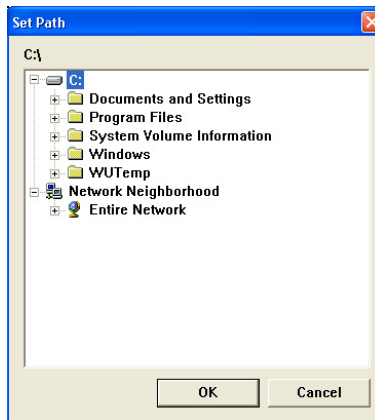 Set Path
C:\
C:
Documents and Settings
Program Files
System Volume Information
Windows
WUTemp
Network Neighborhood
Entire Network
OK Cancel